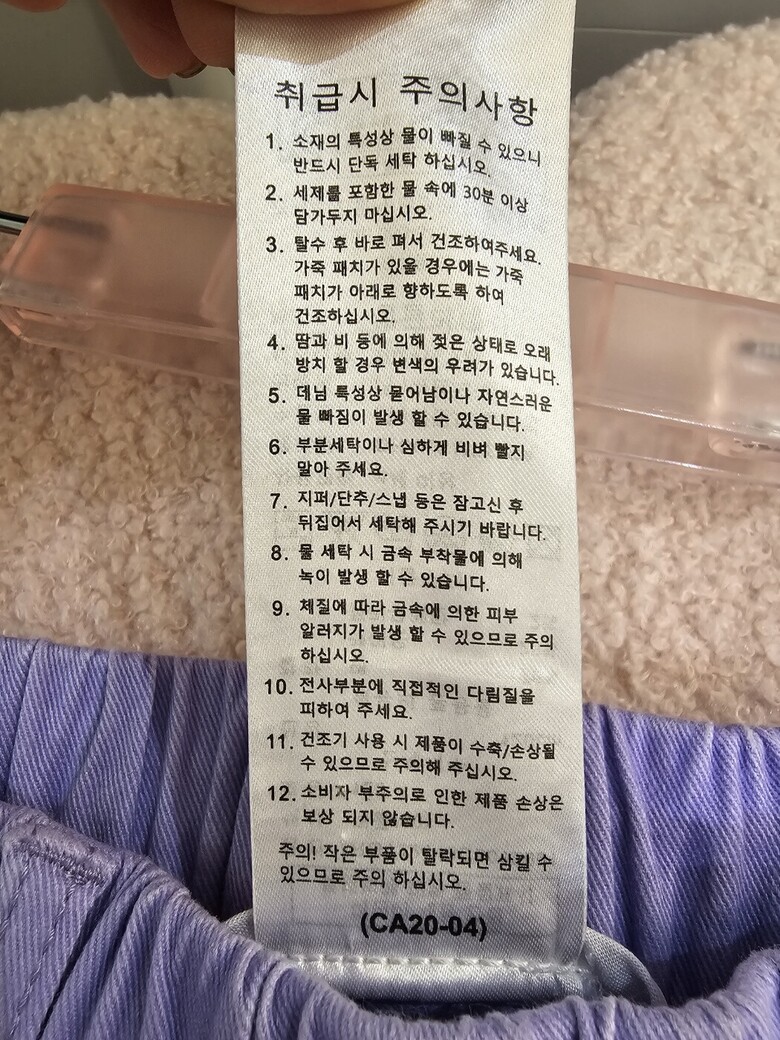 취급시 주의사항
1. 소재의 특성상 물이 빠질 수 있으니
반드시 단독 세탁 하십시오.
2. 세제를 포함한 물 속에 30분 이상
담가두지 마십시오.
3. 탈수 후 바로 펴서 건조하여주세요.
가죽 패치가 있을 경우에는 가죽
패치가 아래로 향하도록 하여
건조하십시오.
4. 땀과 비 등에 의해 젖은 상태로 오래
방치 할 경우 변색의 우려가 있습니다.
5. 데님 특성상 묻어남이나 자연스러운
물 빠짐이 발생 할 수 있습니다.
6. 부분세탁이나 심하게 비벼 빨지
말아 주세요.
7. 지퍼/단추/스냅 등은 잠고신 후
뒤집어서 세탁해 주시기 바랍니다.
8. 물 세탁 시 금속 부착물에 의해
녹이 발생 할 수 있습니다.
9. 체질에 따라 금속에 의한 피부
알러지가 발생 할 수 있으므로 주의
하십시오.
10. 전사부분에 직접적인 다림질을
피하여 주세요.
11. 건조기 사용 시 제품이 수축/손상될
수 있으므로 주의해 주십시오.
12. 소비자 부주의로 인한 제품 손상은
보상 되지 않습니다.
주의! 작은 부품이 탈락되면 삼킬 수
있으므로 주의 하십시오.
(CA20-04)